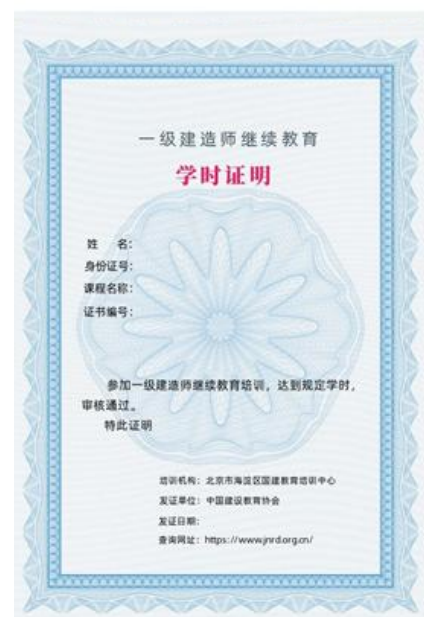 一级建造师继续教育
学时证明
姓 名：
身份证号：
课程名称：
证书编号：
参加一级建造师继续教育培训，达到规定学时，
审核通过。
特此证明
培训机构：北京市海淀区国建教育培训中心
发证单位：中国建设教育协会
发证日期：
查询网址：https://www.jnrd.org.cn/